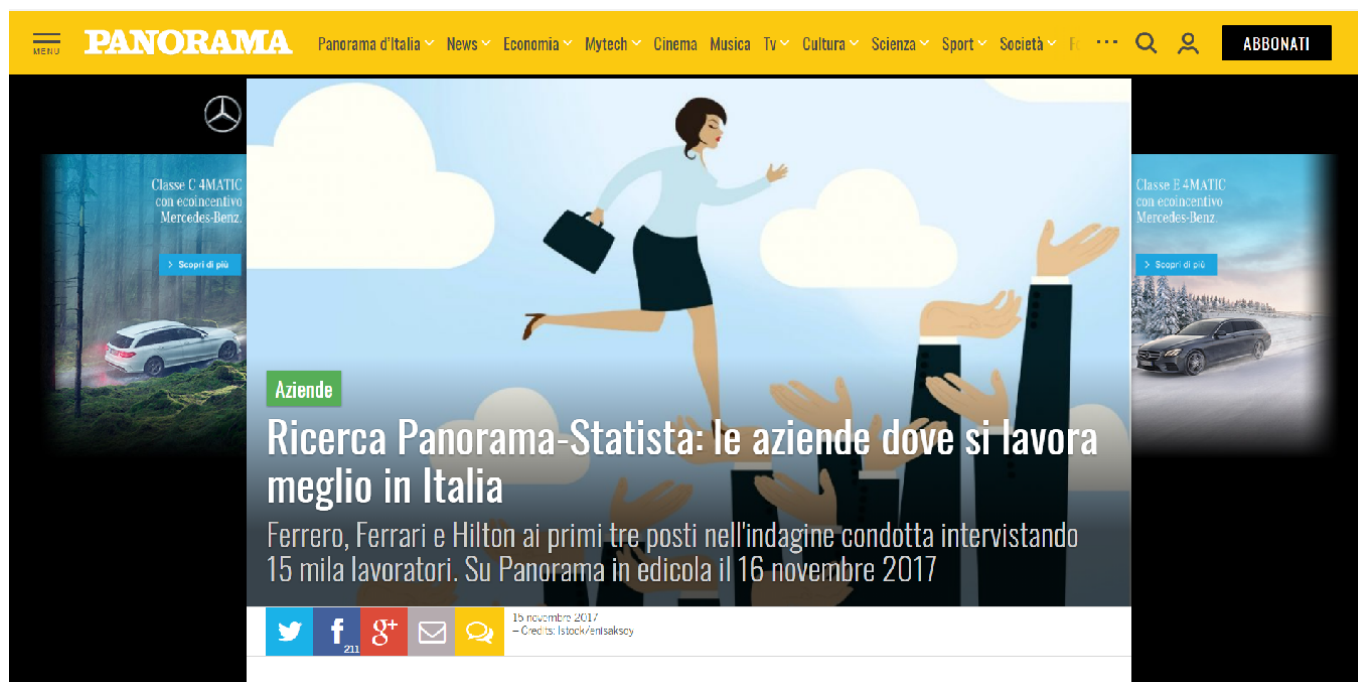 MENU
PANORAMA
Panorama d'Italia News Economia Mytech Cinema Musica Tv Cultura Scienza Sport Società
ABBONATI
Classe C 4MATIC
con ecoincentivo
Mercedes-Benz.
> Scopri di più
Classe E 4MATIC
con ecoincentivo
Mercedes-Benz.
> Scopri di più
Aziende
Ricerca Panorama-Statista: le aziende dove si lavora
meglio in Italia
Ferrero, Ferrari e Hilton ai primi tre posti nell'indagine condotta intervistando
15 mila lavoratori. Su Panorama in edicola il 16 novembre 2017
211
15 novembre 2017
– Credits: Istock/enisaksoy